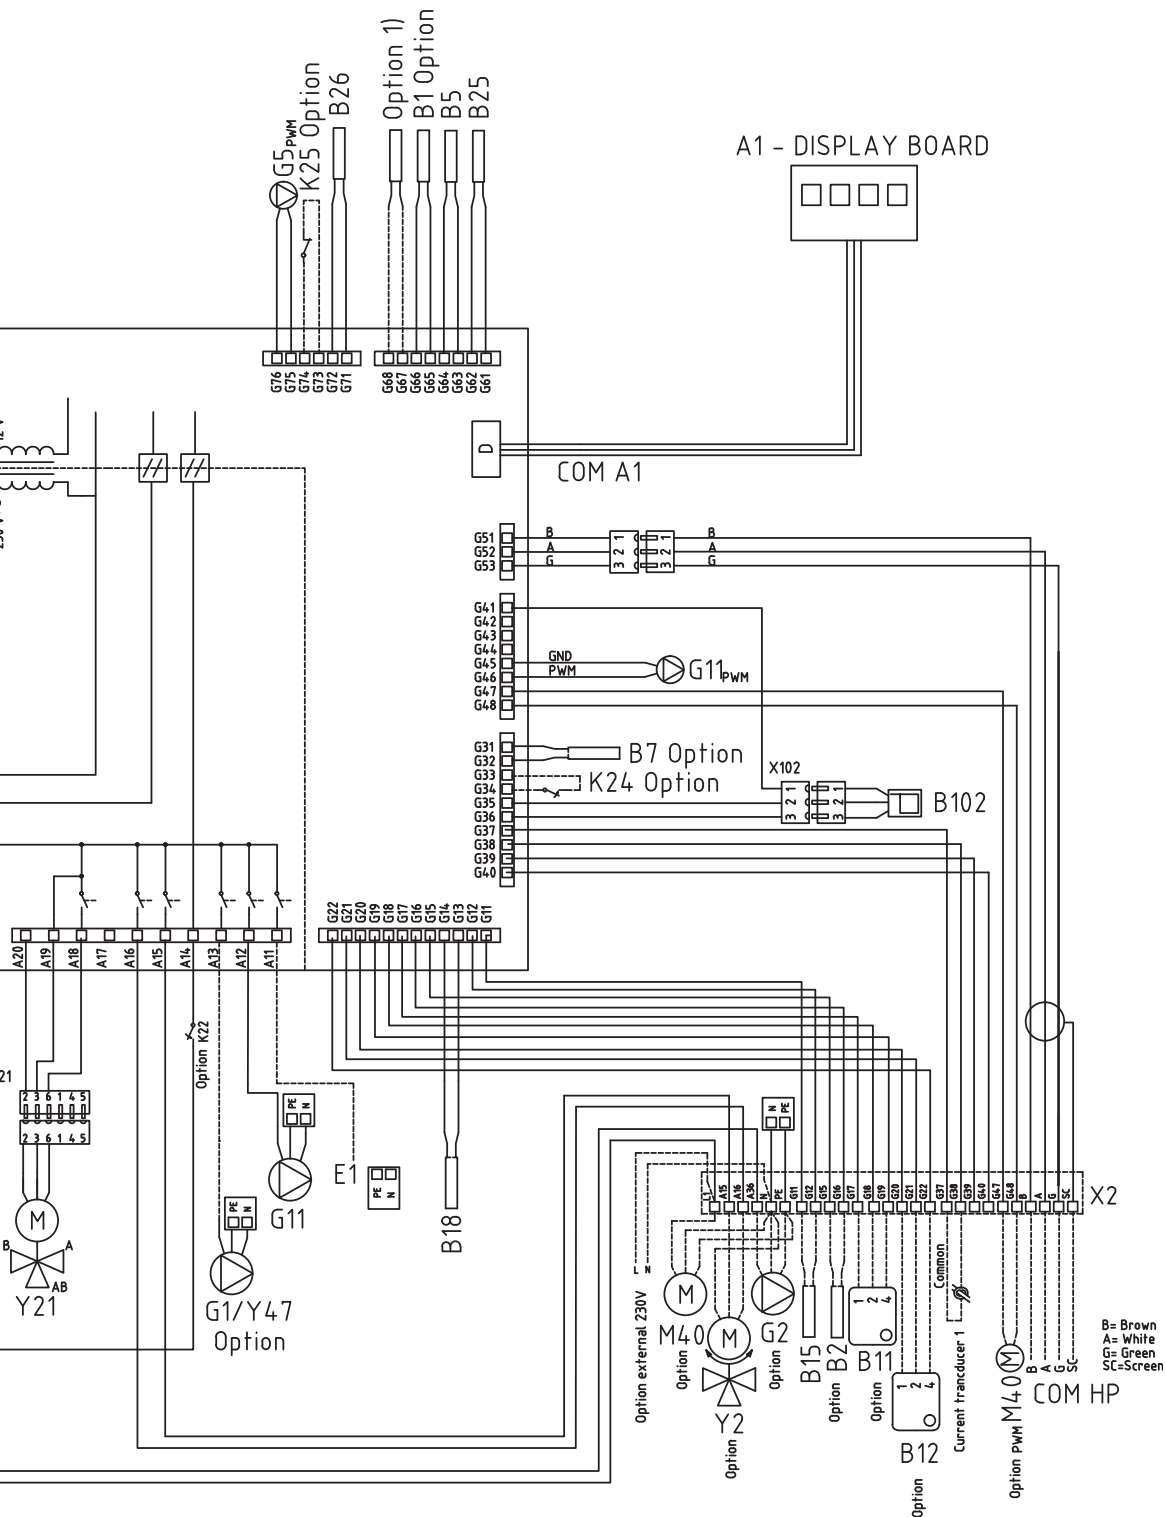 Option 1)
B1 Option
B5
B25
G5PWM
K25 Option
B26
A1 - DISPLAY BOARD
G76
G75
G74
G73
G72
G71
G68
G67
G66
G65
G64
G63
G62
G61
D
COM A1
G51
G52
G53
B
A
G
1
2
3
1
2
3
B
A
G
G41
G42
G43
G44
G45
G46
G47
G48
GND
PWM
G11PWM
G31
G32
G33
G34
G35
G36
G37
G38
G39
G40
B7 Option
K24 Option
X102
1
2
3
1
2
3
B102
G22
G21
G20
G19
G18
G17
G16
G15
G14
G13
G12
G11
A20
A19
A18
A17
A16
A15
A14
A13
A12
A11
Option K22
21
2 3 6 1 4 5
2 3 6 1 4 5
M
B
A
AB
Y21
PE
N
G11
PE
N
G1/Y47
Option
E1
PE
N
B18
N
PE
L1
A15
A16
A36
N
PE
G11
G12
G15
G16
G17
G18
G19
G20
G21
G22
G37
G38
G39
G40
G47
G48
B
A
G
SC
X2
L
N
Option external 230V
M
M40
Option
M
Y2
Option
G2
Option
B15
B2
Option
1
2
4
B11
Option
1
2
4
B12
Option
Common
Current trancducer 1
M
M40
Option PWM
B
A
G
SC
COM HP
B= Brown
A= White
G= Green
SC=Screen